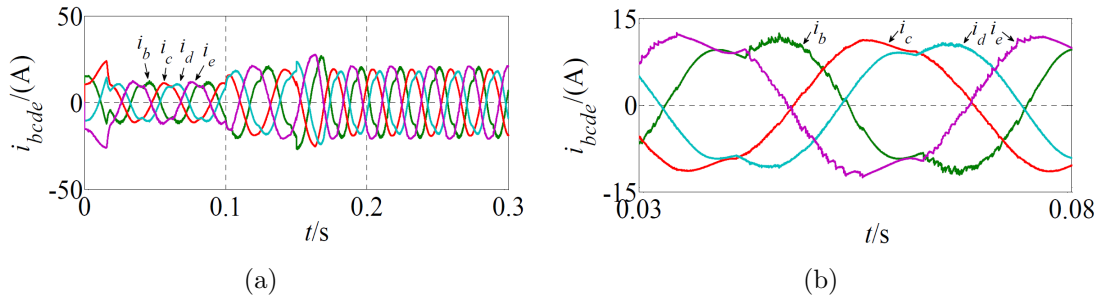 50
0
-50
i_bcde/(A)
i_b i_c i_d i_e
0 0.1 0.2 0.3
t/s
(a)
15
0
-15
i_bcde/(A)
i_b i_c i_d i_e
0.03 0.08
t/s
(b)